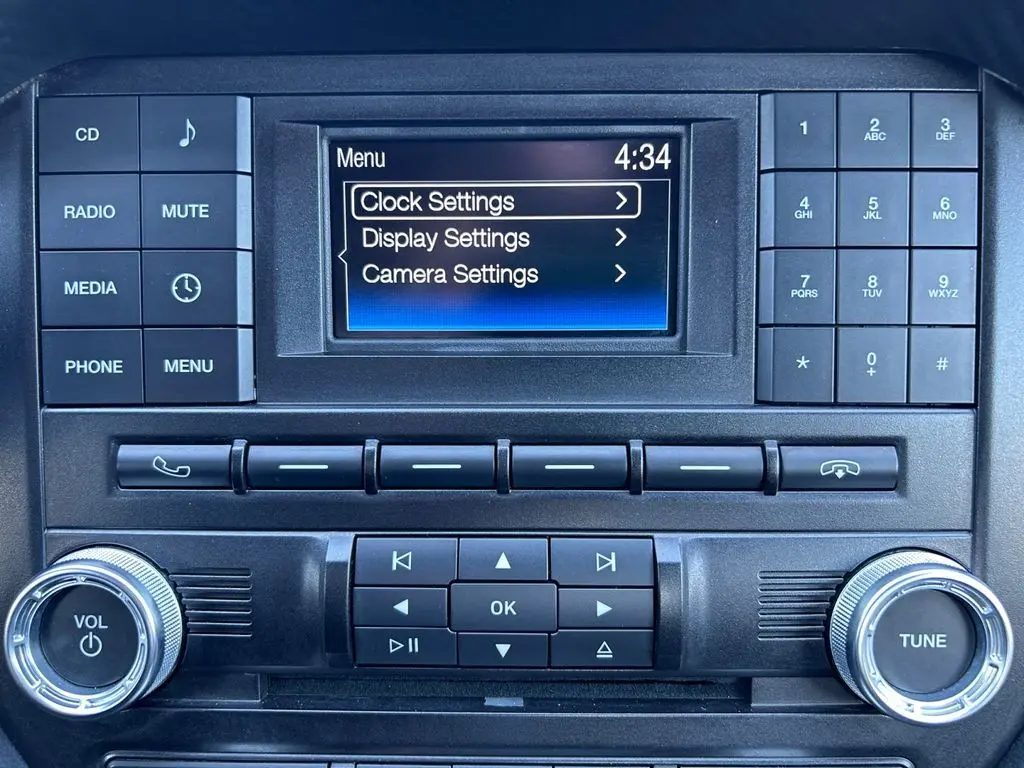 CD
RADIO
MUTE
MEDIA
PHONE
MENU
Menu
4:34
Clock Settings
Display Settings
Camera Settings
1
2
ABC
3
DEF
4
GHI
5
JKL
6
MNO
7
PQRS
8
TUV
9
WXYZ
*
0
+
#
VOL
OK
TUNE